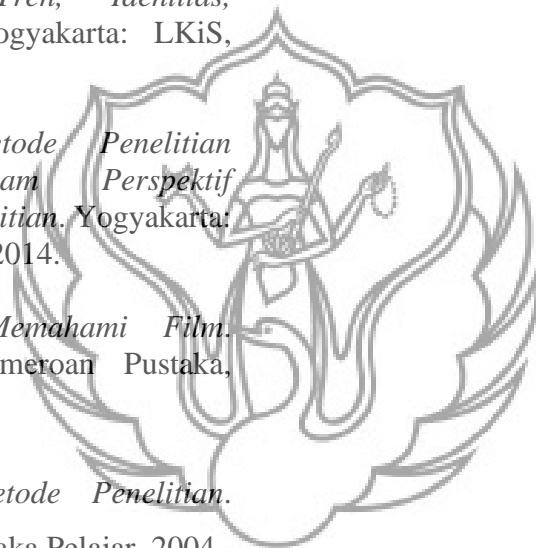 Tren, Identitas,
ogyakarta: LKiS,
etode Penelitian
am Perspektif
itian. Yogyakarta:
2014.
Memahami Film.
meroan Pustaka,
etode Penelitian.
aka Pelajar, 2004.